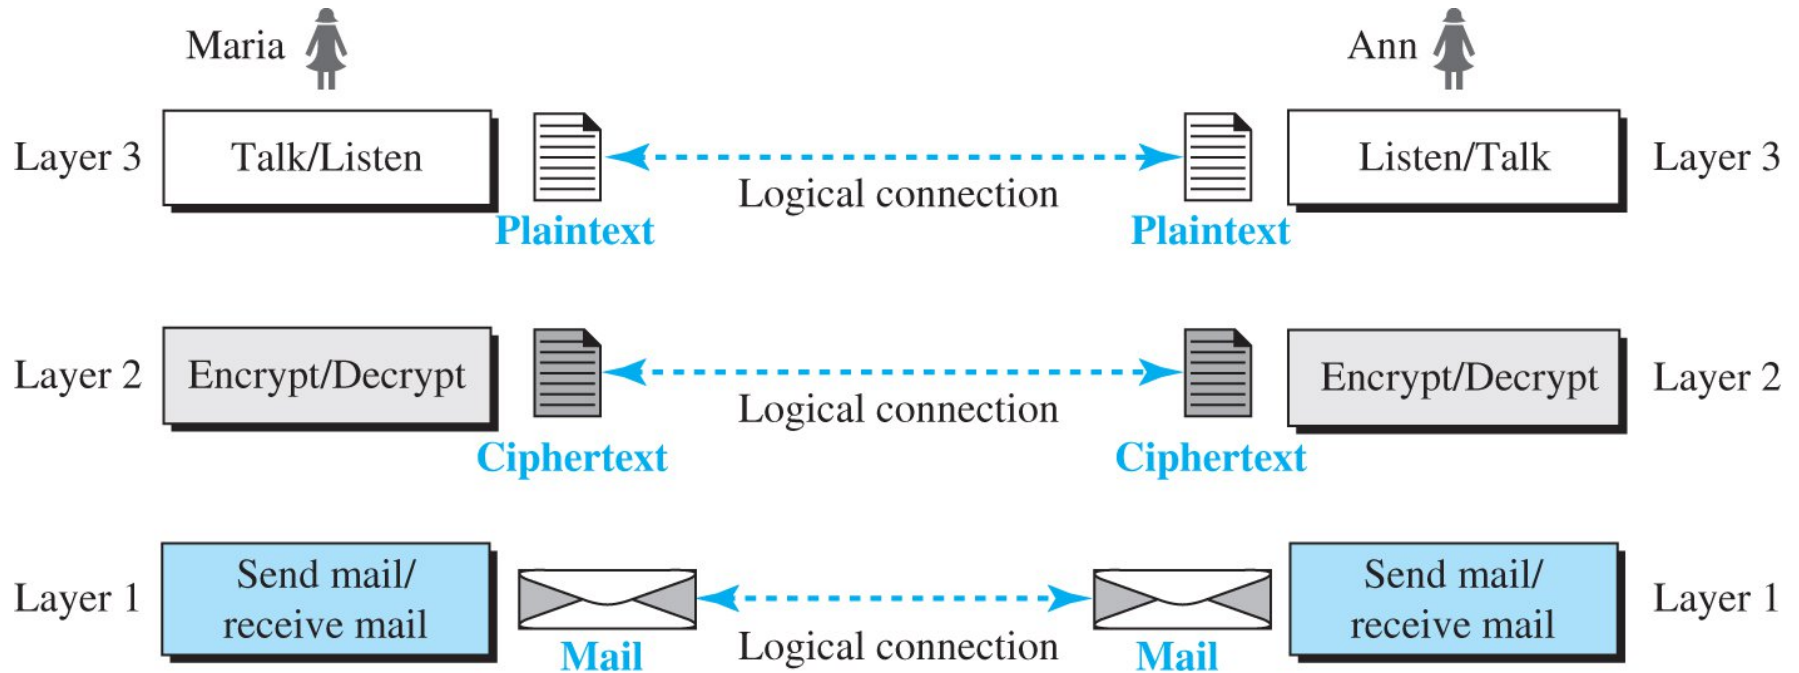 Maria
Ann
Layer 3
Talk/Listen
Plaintext
Logical connection
Plaintext
Listen/Talk
Layer 3
Layer 2
Encrypt/Decrypt
Ciphertext
Logical connection
Ciphertext
Encrypt/Decrypt
Layer 2
Layer 1
Send mail/
receive mail
Mail
Logical connection
Mail
Send mail/
receive mail
Layer 1